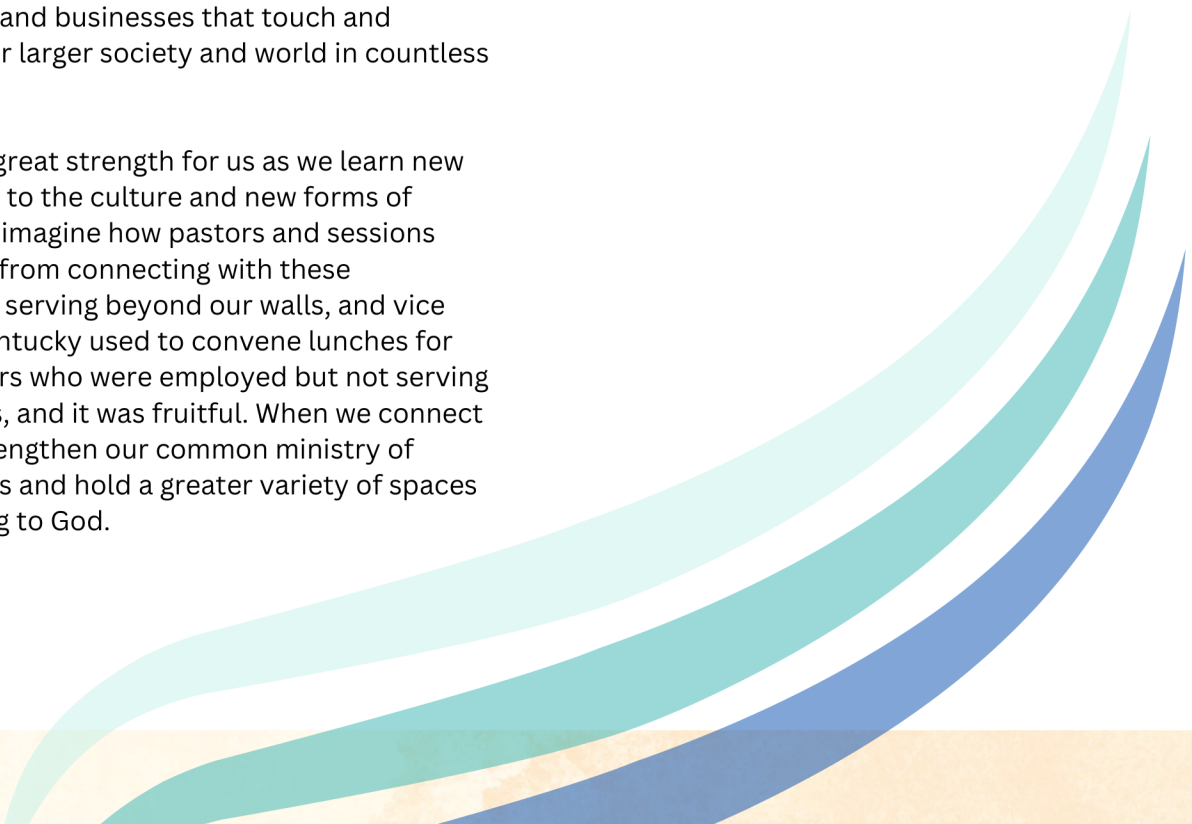 and businesses that touch and
larger society and world in countless
great strength for us as we learn new
to the culture and new forms of
imagine how pastors and sessions
from connecting with these
serving beyond our walls, and vice
ntucky used to convene lunches for
rs who were employed but not serving
s, and it was fruitful. When we connect
engthen our common ministry of
s and hold a greater variety of spaces
g to God.